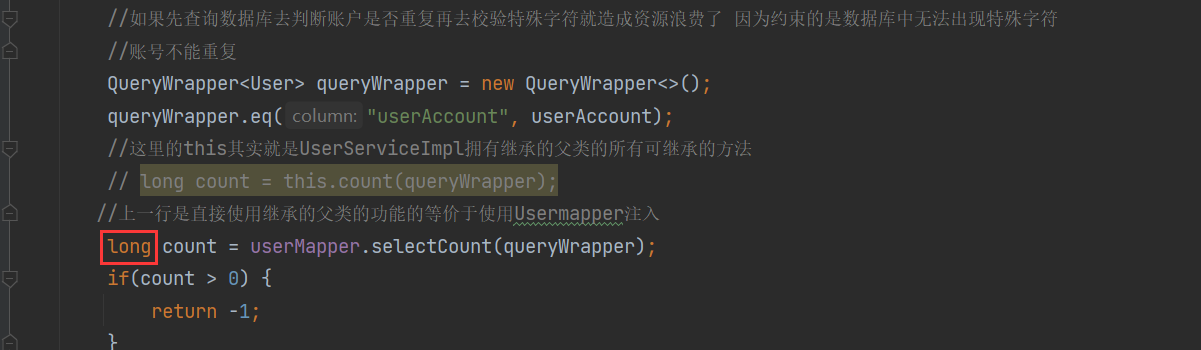 //如果先查询数据库去判断账户是否重复再去校验特殊字符就造成资源浪费了 因为约束的是数据库中无法出现特殊字符
//账号不能重复
QueryWrapper<User> queryWrapper = new QueryWrapper<>();
queryWrapper.eq( column: "userAccount", userAccount);
//这里的this其实就是UserServiceImpl拥有继承的父类的所有可继承的方法
// long count = this.count(queryWrapper);
//上一行是直接使用继承的父类的功能的等价于使用Usermapper注入
long count = userMapper.selectCount(queryWrapper);
if(count > 0) {
return -1;
}